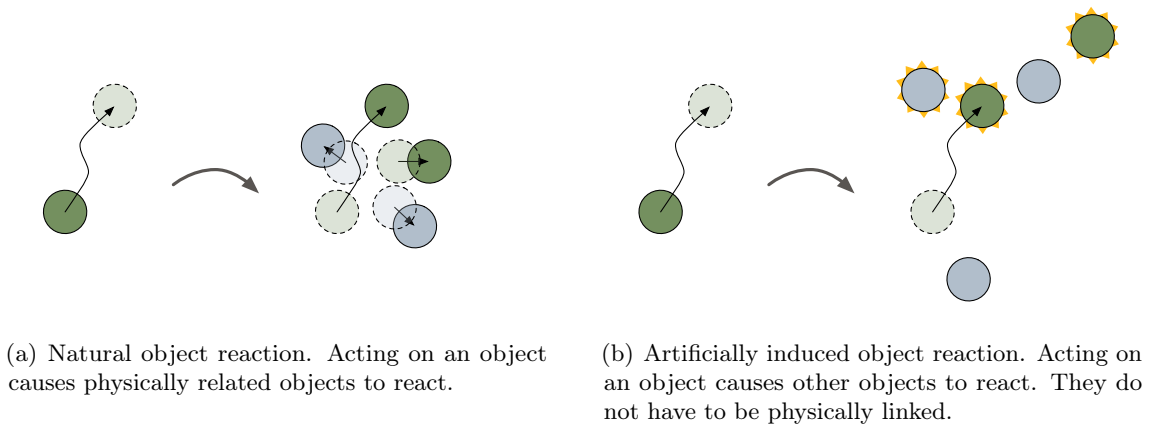 (a) Natural object reaction. Acting on an object
causes physically related objects to react.
(b) Artificially induced object reaction. Acting on
an object causes other objects to react. They do
not have to be physically linked.